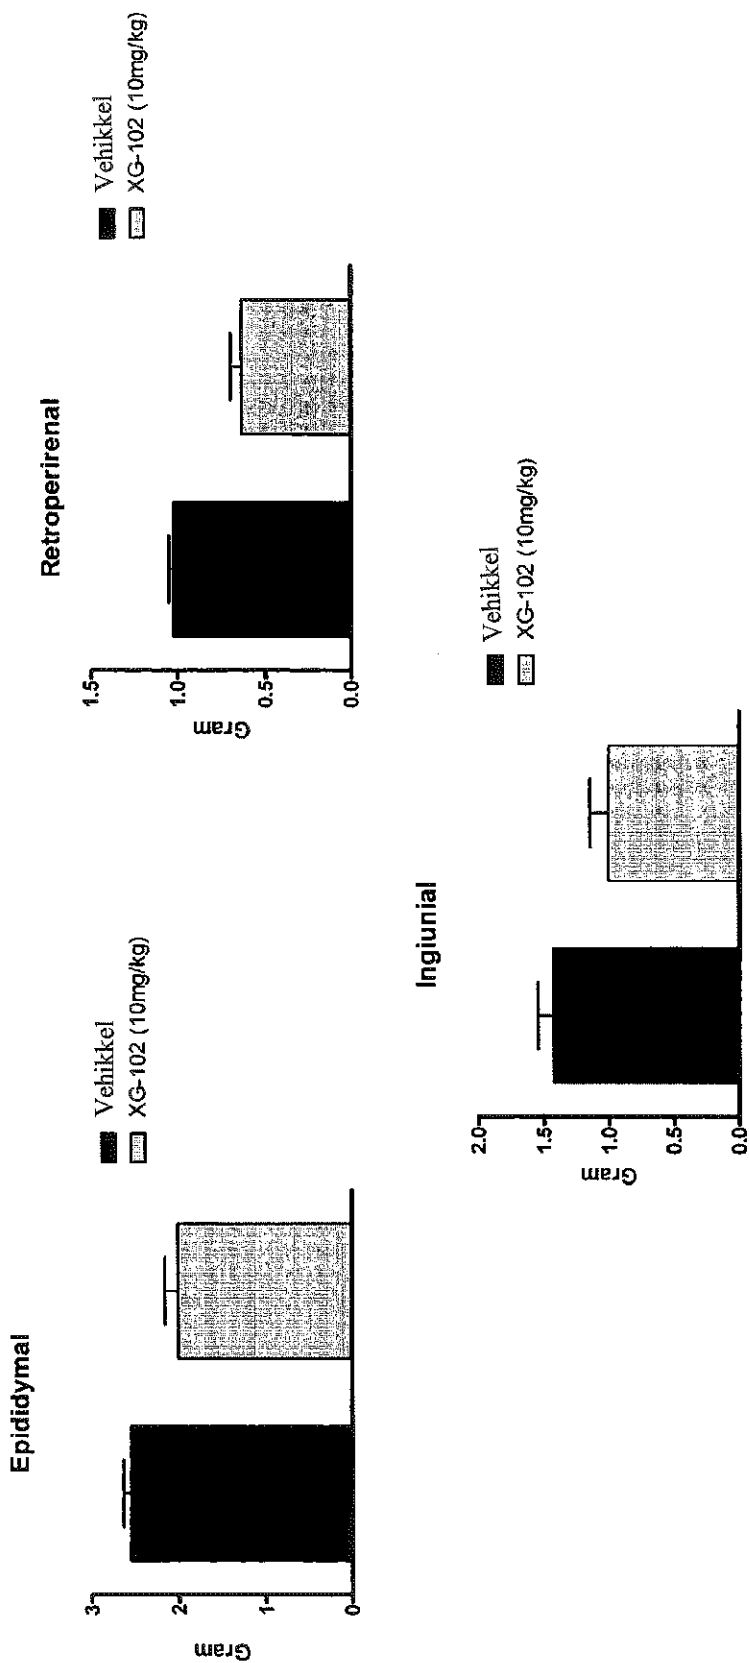 Epididymal
Gram
3
2
1
0
Vehikkel
XG-102 (10mg/kg)
Retroperirenal
Gram
1.5
1.0
0.5
0.0
Vehikkel
XG-102 (10mg/kg)
Ingiunial
Gram
2.0
1.5
1.0
0.5
0.0
Vehikkel
XG-102 (10mg/kg)